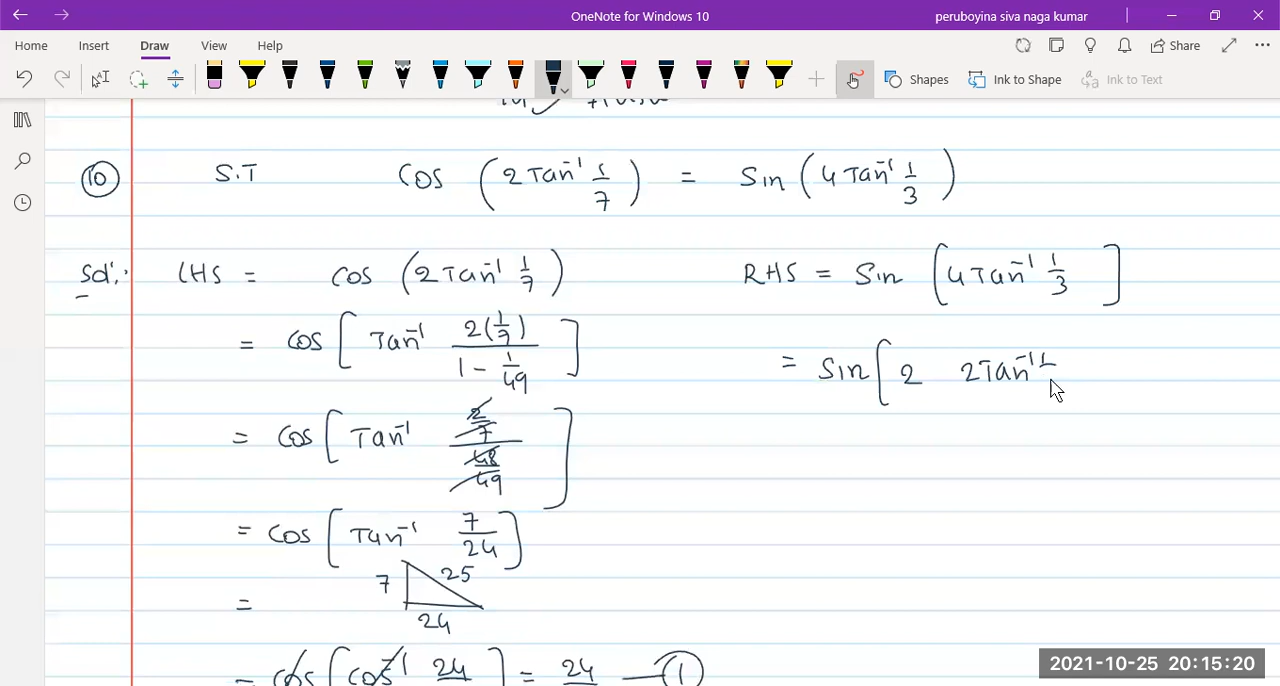 OneNote for Windows 10
peruboyina siva naga kumar
Home Insert Draw View Help Share
Shapes Ink to Shape Ink to Text
10 S.T Cos (2 Tan⁻¹ 1/7) = Sin (4 Tan⁻¹ 1/3)
Sol: LHS = Cos (2 Tan⁻¹ 1/7)
= Cos [Tan⁻¹ 2(1/7) / 1 - 1/49]
= Cos [Tan⁻¹ 2/7 / 48/49]
= Cos [Tan⁻¹ 7/24]
= 7 25 24
= Cos [Cos⁻¹ 24 ] = 24 — 1
RHS = Sin [4 Tan⁻¹ 1/3]
= Sin [2 2 Tan⁻¹ 1
2021-10-25 20:15:20